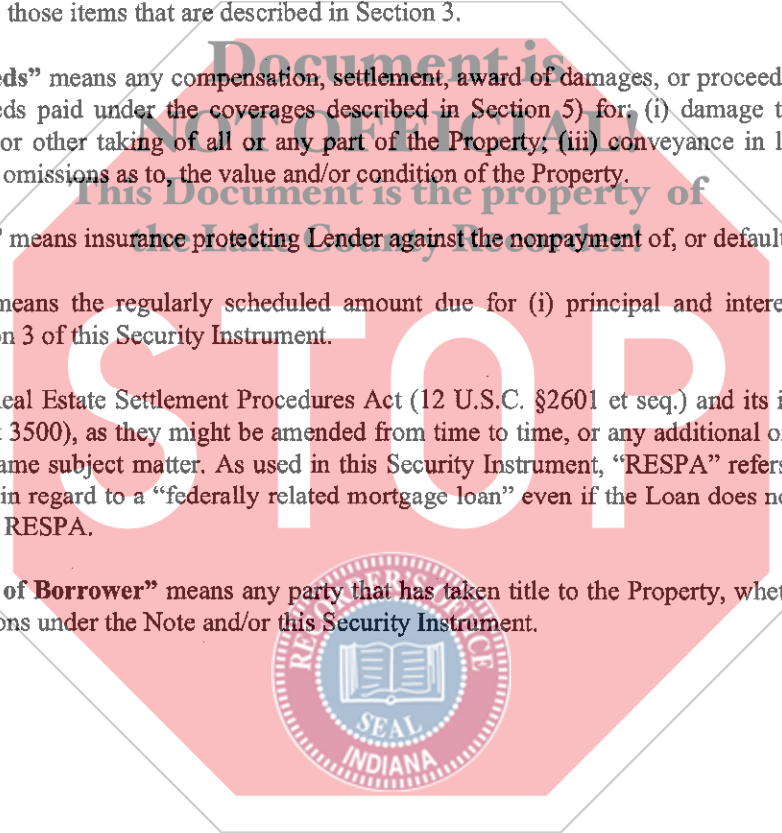 those items that are described in Section 3.
Document is
eds” means any compensation, settlement, award of damages, or proceed
eds paid under the coverages described in Section 5) for: (i) damage t
NOT OFFICIAL!
or other taking of all or any part of the Property; (iii) conveyance in l
omissions as to, the value and/or condition of the Property.
This Document is the property of
the Lake County Recorder!
” means insurance protecting Lender against the nonpayment of, or default
means the regularly scheduled amount due for (i) principal and intere
n 3 of this Security Instrument.
STOP
eal Estate Settlement Procedures Act (12 U.S.C. §2601 et seq.) and its i
t 3500), as they might be amended from time to time, or any additional o
ame subject matter. As used in this Security Instrument, “RESPA” refers
in regard to a “federally related mortgage loan” even if the Loan does no
RESPA.
of Borrower” means any party that has taken title to the Property, whet
ons under the Note and/or this Security Instrument.
RECORDER'S OFFICE
SEAL
INDIANA